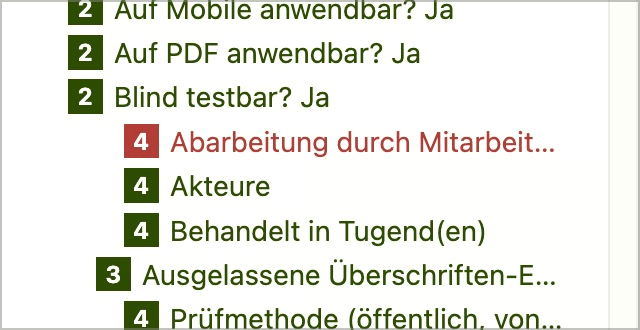 2 Auf Mobile anwendbar? Ja
2 Auf PDF anwendbar? Ja
2 Blind testbar? Ja
4 Abarbeitung durch Mitarbeit...
4 Akteure
4 Behandelt in Tugend(en)
3 Ausgelassene Überschriften-E...
4 Prüfmethode (öffentlich, von...